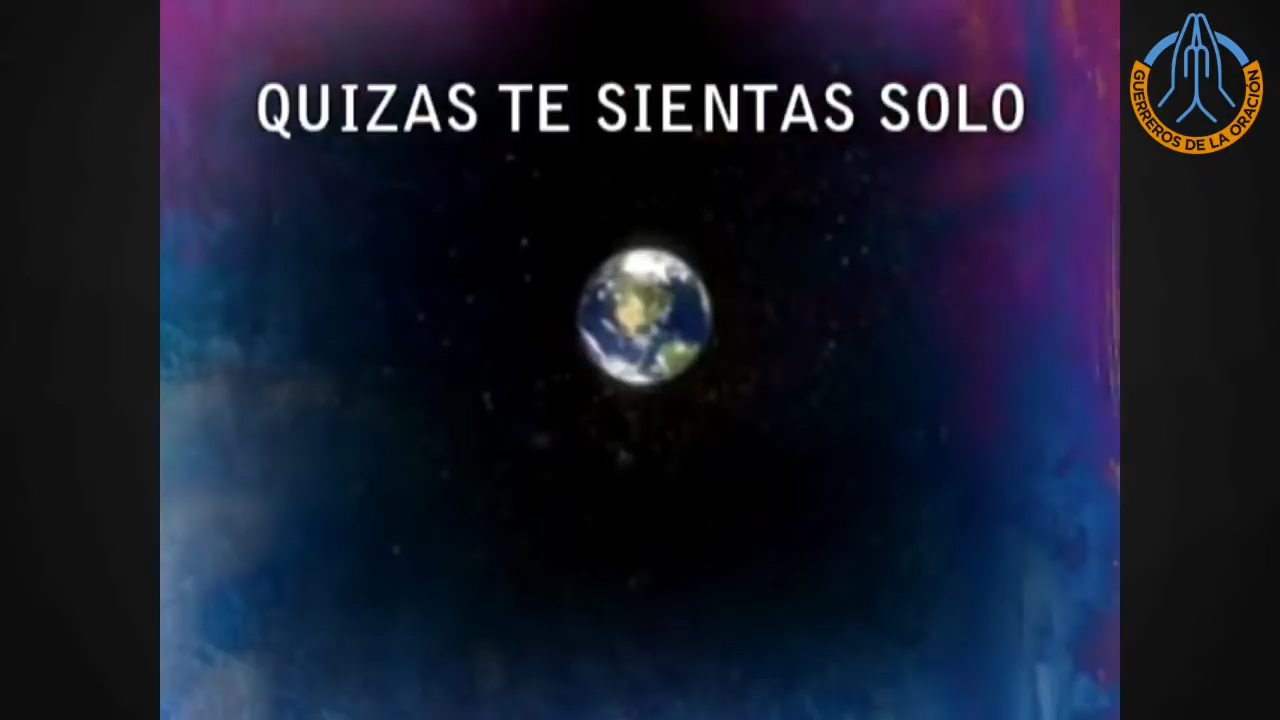 QUIZAS TE SIENTAS SOLO
GUERREROS DE LA ORACIÓN